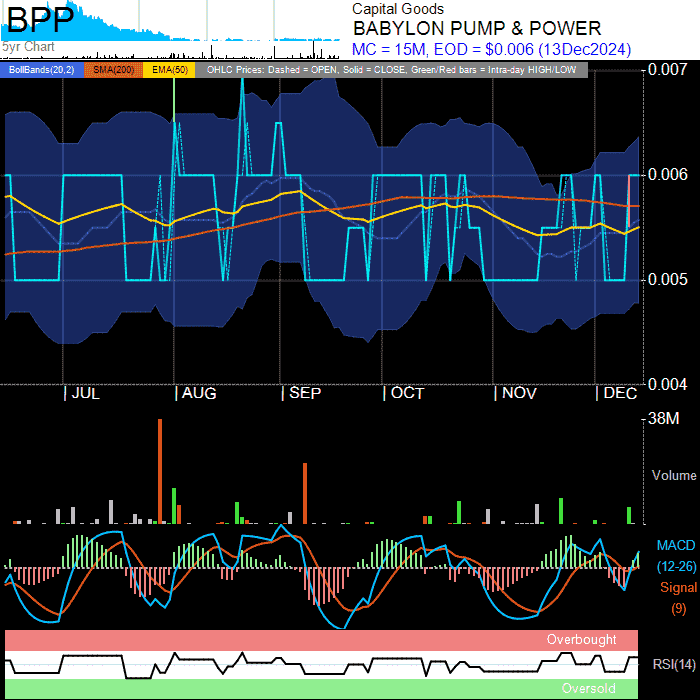 BPP
5yr Chart
Capital Goods
BABYLON PUMP & POWER
MC = 15M, EOD = $0.006 (13Dec2024)
BollBands(20,2) SMA(200) EMA(50) OHLC Prices: Dashed = OPEN, Solid = CLOSE, Green/Red bars = Intra-day HIGH/LOW
0.007
0.006
0.005
0.004
JUL AUG SEP OCT NOV DEC
38M
Volume
MACD
(12-26)
Signal
(9)
Overbought
RSI(14)
Oversold